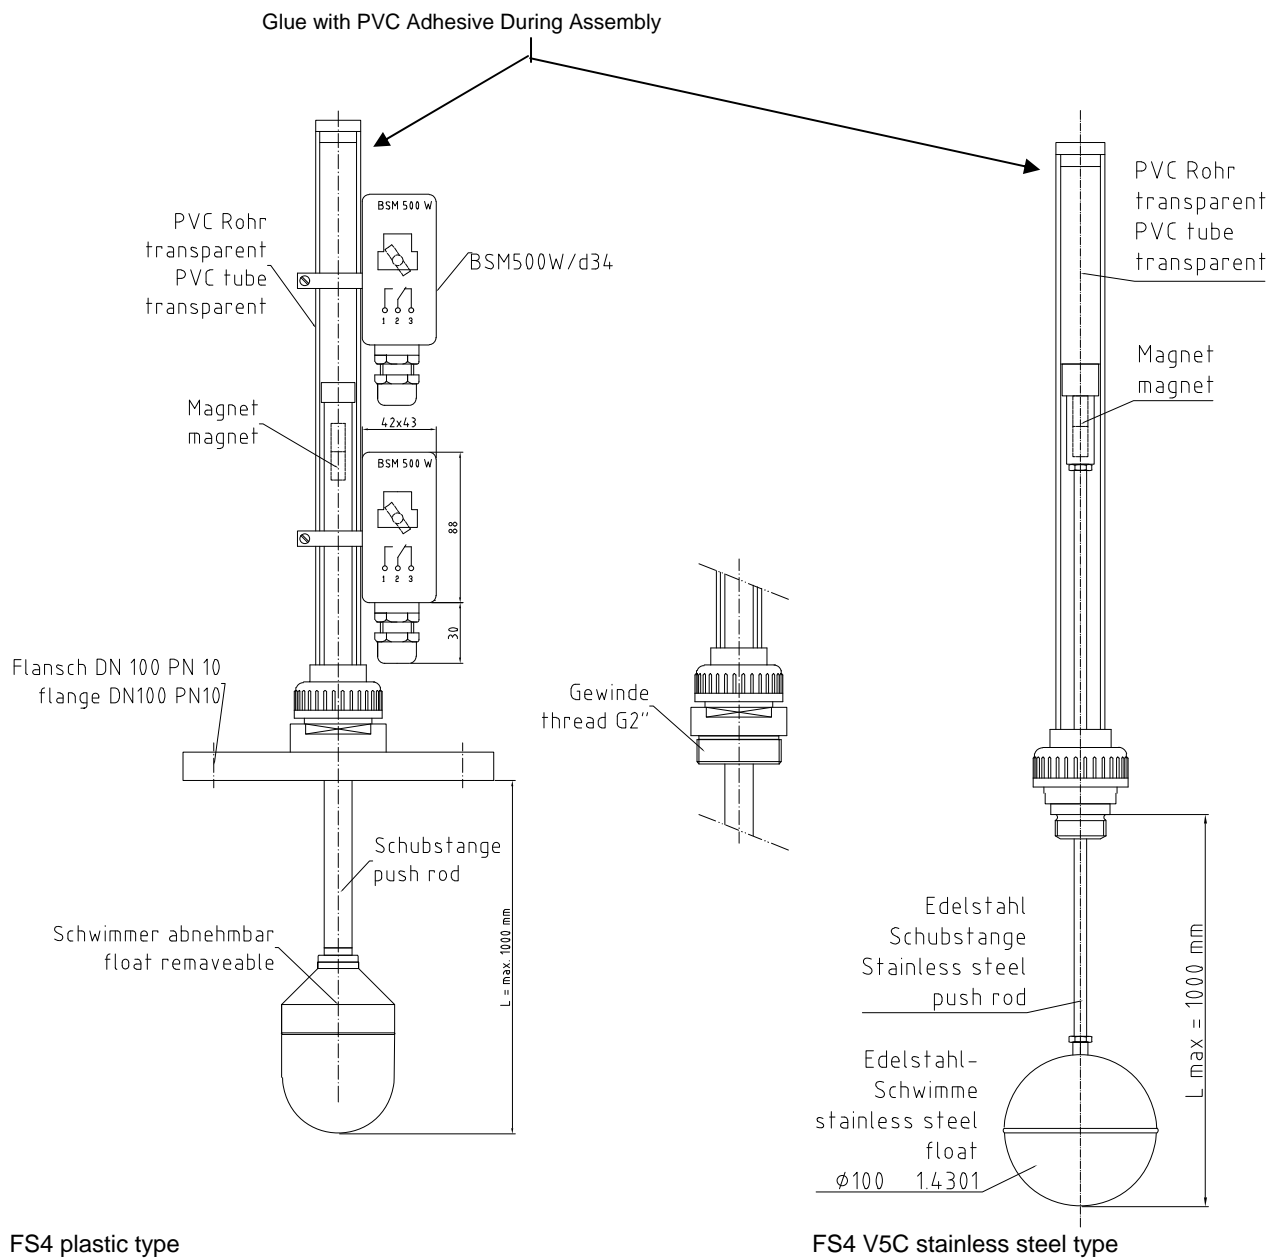 Glue with PVC Adhesive During Assembly
PVC Rohr
transparent
PVC tube
transparent
BSM 500 W
1 2 3
BSM500W/d34
Magnet
magnet
42x43
BSM 500 W
1 2 3
88
30
Flansch DN 100 PN 10
flange DN100 PN10
Schubstange
push rod
Schwimmer abnehmbar
float remaveable
L = max. 1000 mm
Gewinde
thread G2"
PVC Rohr
transparent
PVC tube
transparent
Magnet
magnet
Edelstahl
Schubstange
Stainless steel
push rod
Edelstahl-
Schwimme
stainless steel
float
ø100 1.4301
L max = 1000 mm
FS4 plastic type
FS4 V5C stainless steel type